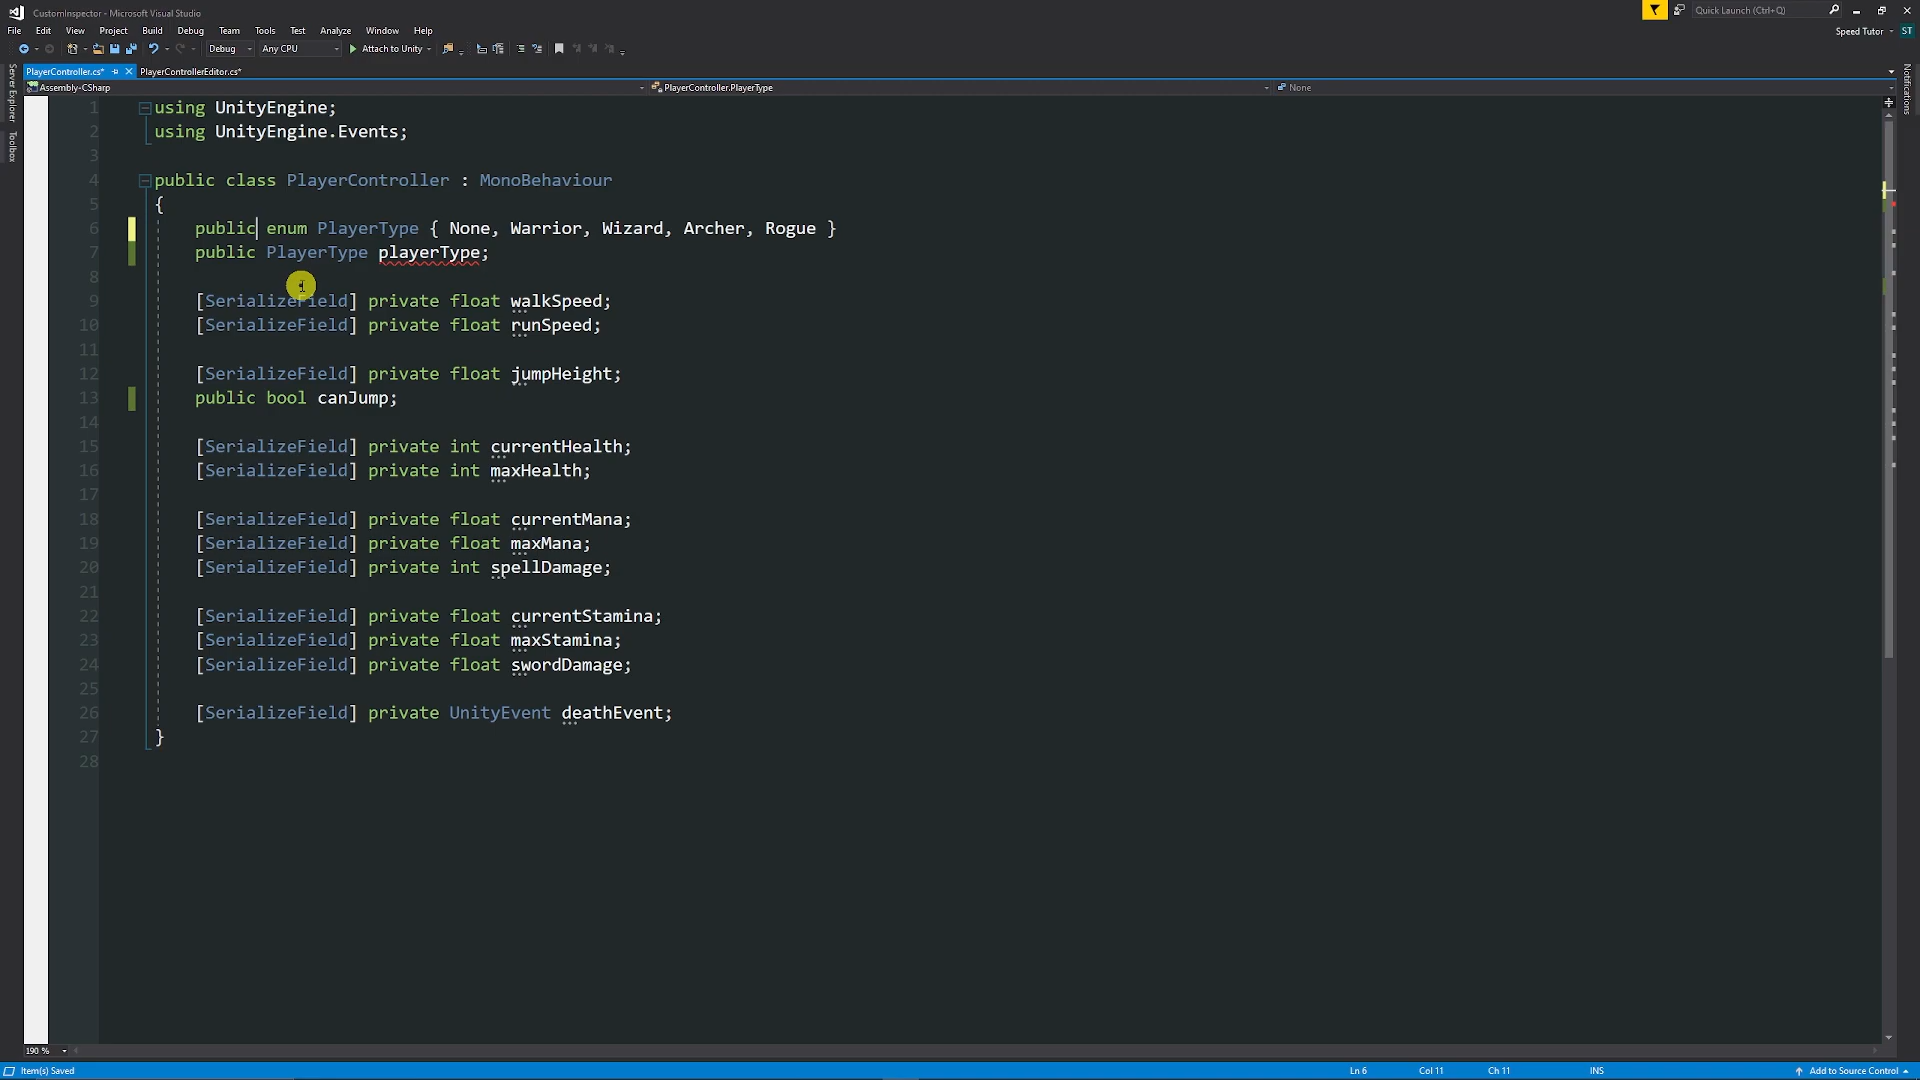 CustomInspector - Microsoft Visual Studio
Quick Launch (Ctrl+Q)
File Edit View Project Build Debug Team Tools Test Analyze Window Help
Speed Tutor ST
Debug Any CPU Attach to Unity
PlayerController.cs* PlayerControllerEditor.cs*
Assembly-CSharp PlayerController.PlayerType None
Server Explorer
Toolbox
Notifications
1 using UnityEngine;
2 using UnityEngine.Events;
3
4 public class PlayerController : MonoBehaviour
5 {
6 public enum PlayerType { None, Warrior, Wizard, Archer, Rogue }
7 public PlayerType playerType;
8
9 [SerializeField] private float walkSpeed;
10 [SerializeField] private float runSpeed;
11
12 [SerializeField] private float jumpHeight;
13 public bool canJump;
14
15 [SerializeField] private int currentHealth;
16 [SerializeField] private int maxHealth;
17
18 [SerializeField] private float currentMana;
19 [SerializeField] private float maxMana;
20 [SerializeField] private int spellDamage;
21
22 [SerializeField] private float currentStamina;
23 [SerializeField] private float maxStamina;
24 [SerializeField] private float swordDamage;
25
26 [SerializeField] private UnityEvent deathEvent;
27 }
28
190 %
Item(s) Saved Ln 6 Col 11 Ch 11 INS Add to Source Control